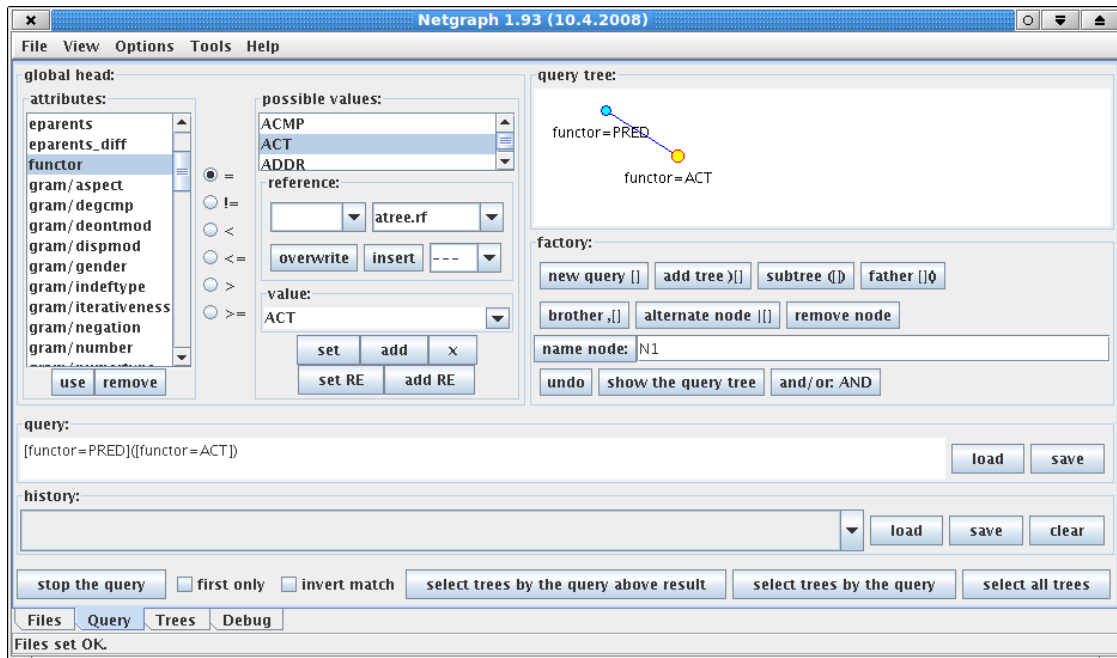 Netgraph 1.93 (10.4.2008)
File View Options Tools Help
global head:
attributes:
eparents
eparents_diff
functor
gram/aspect
gram/degcmp
gram/deontmod
gram/dispmod
gram/gender
gram/indeftype
gram/iterativeness
gram/negation
gram/number
use remove
=
!=
<
<=
>
>=
possible values:
ACMP
ACT
ADDR
reference:
atree.rf
overwrite insert ---
value:
ACT
set add x
set RE add RE
query tree:
functor=PRED
functor=ACT
factory:
new query [] add tree )[] subtree ([]) father []()
brother ,[] alternate node |[] remove node
name node: N1
undo show the query tree and/or: AND
query:
[functor=PRED]([functor=ACT])
load save
history:
load save clear
stop the query first only invert match select trees by the query above result select trees by the query select all trees
Files Query Trees Debug
Files set OK.